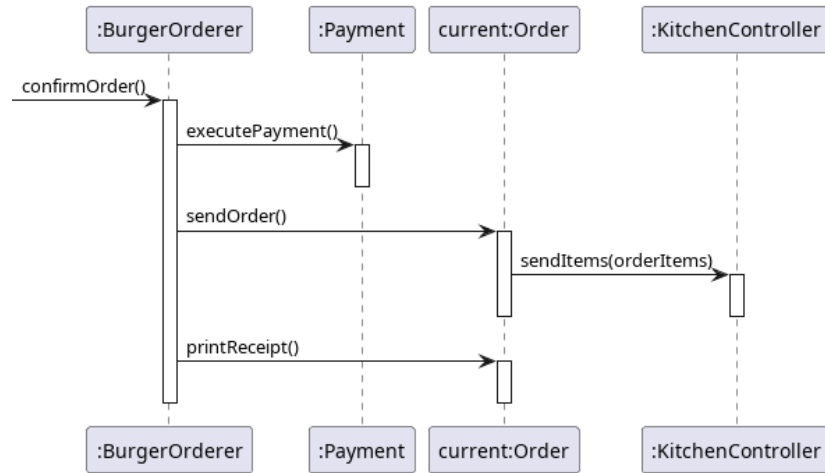 :BurgerOrderer :Payment current:Order :KitchenController
confirmOrder()
executePayment()
sendOrder()
sendItems(orderItems)
printReceipt()
:BurgerOrderer :Payment current:Order :KitchenController